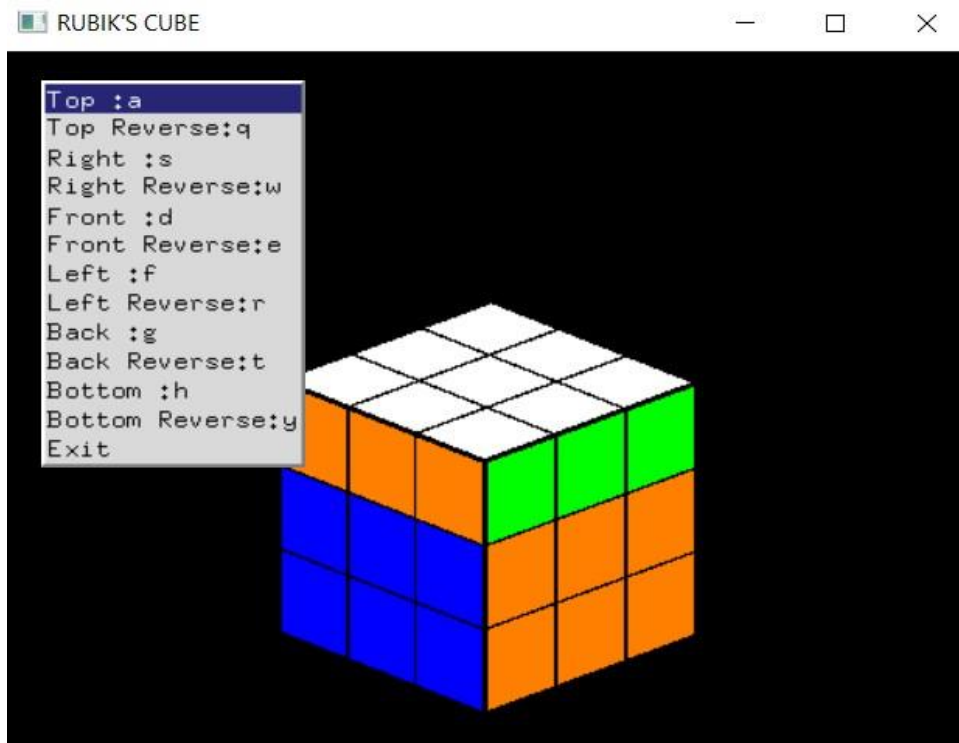 RUBIK'S CUBE
Top :a
Top Reverse:q
Right :s
Right Reverse:w
Front :d
Front Reverse:e
Left :f
Left Reverse:r
Back :g
Back Reverse:t
Bottom :h
Bottom Reverse:y
Exit